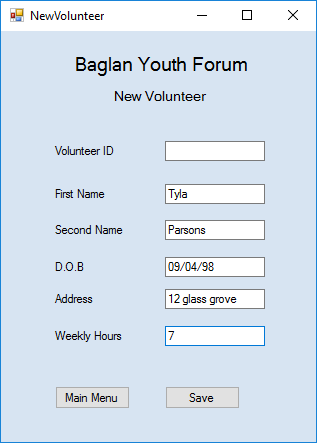 NewVolunteer
Baglan Youth Forum
New Volunteer
Volunteer ID
First Name Tyla
Second Name Parsons
D.O.B 09/04/98
Address 12 glass grove
Weekly Hours 7
Main Menu Save